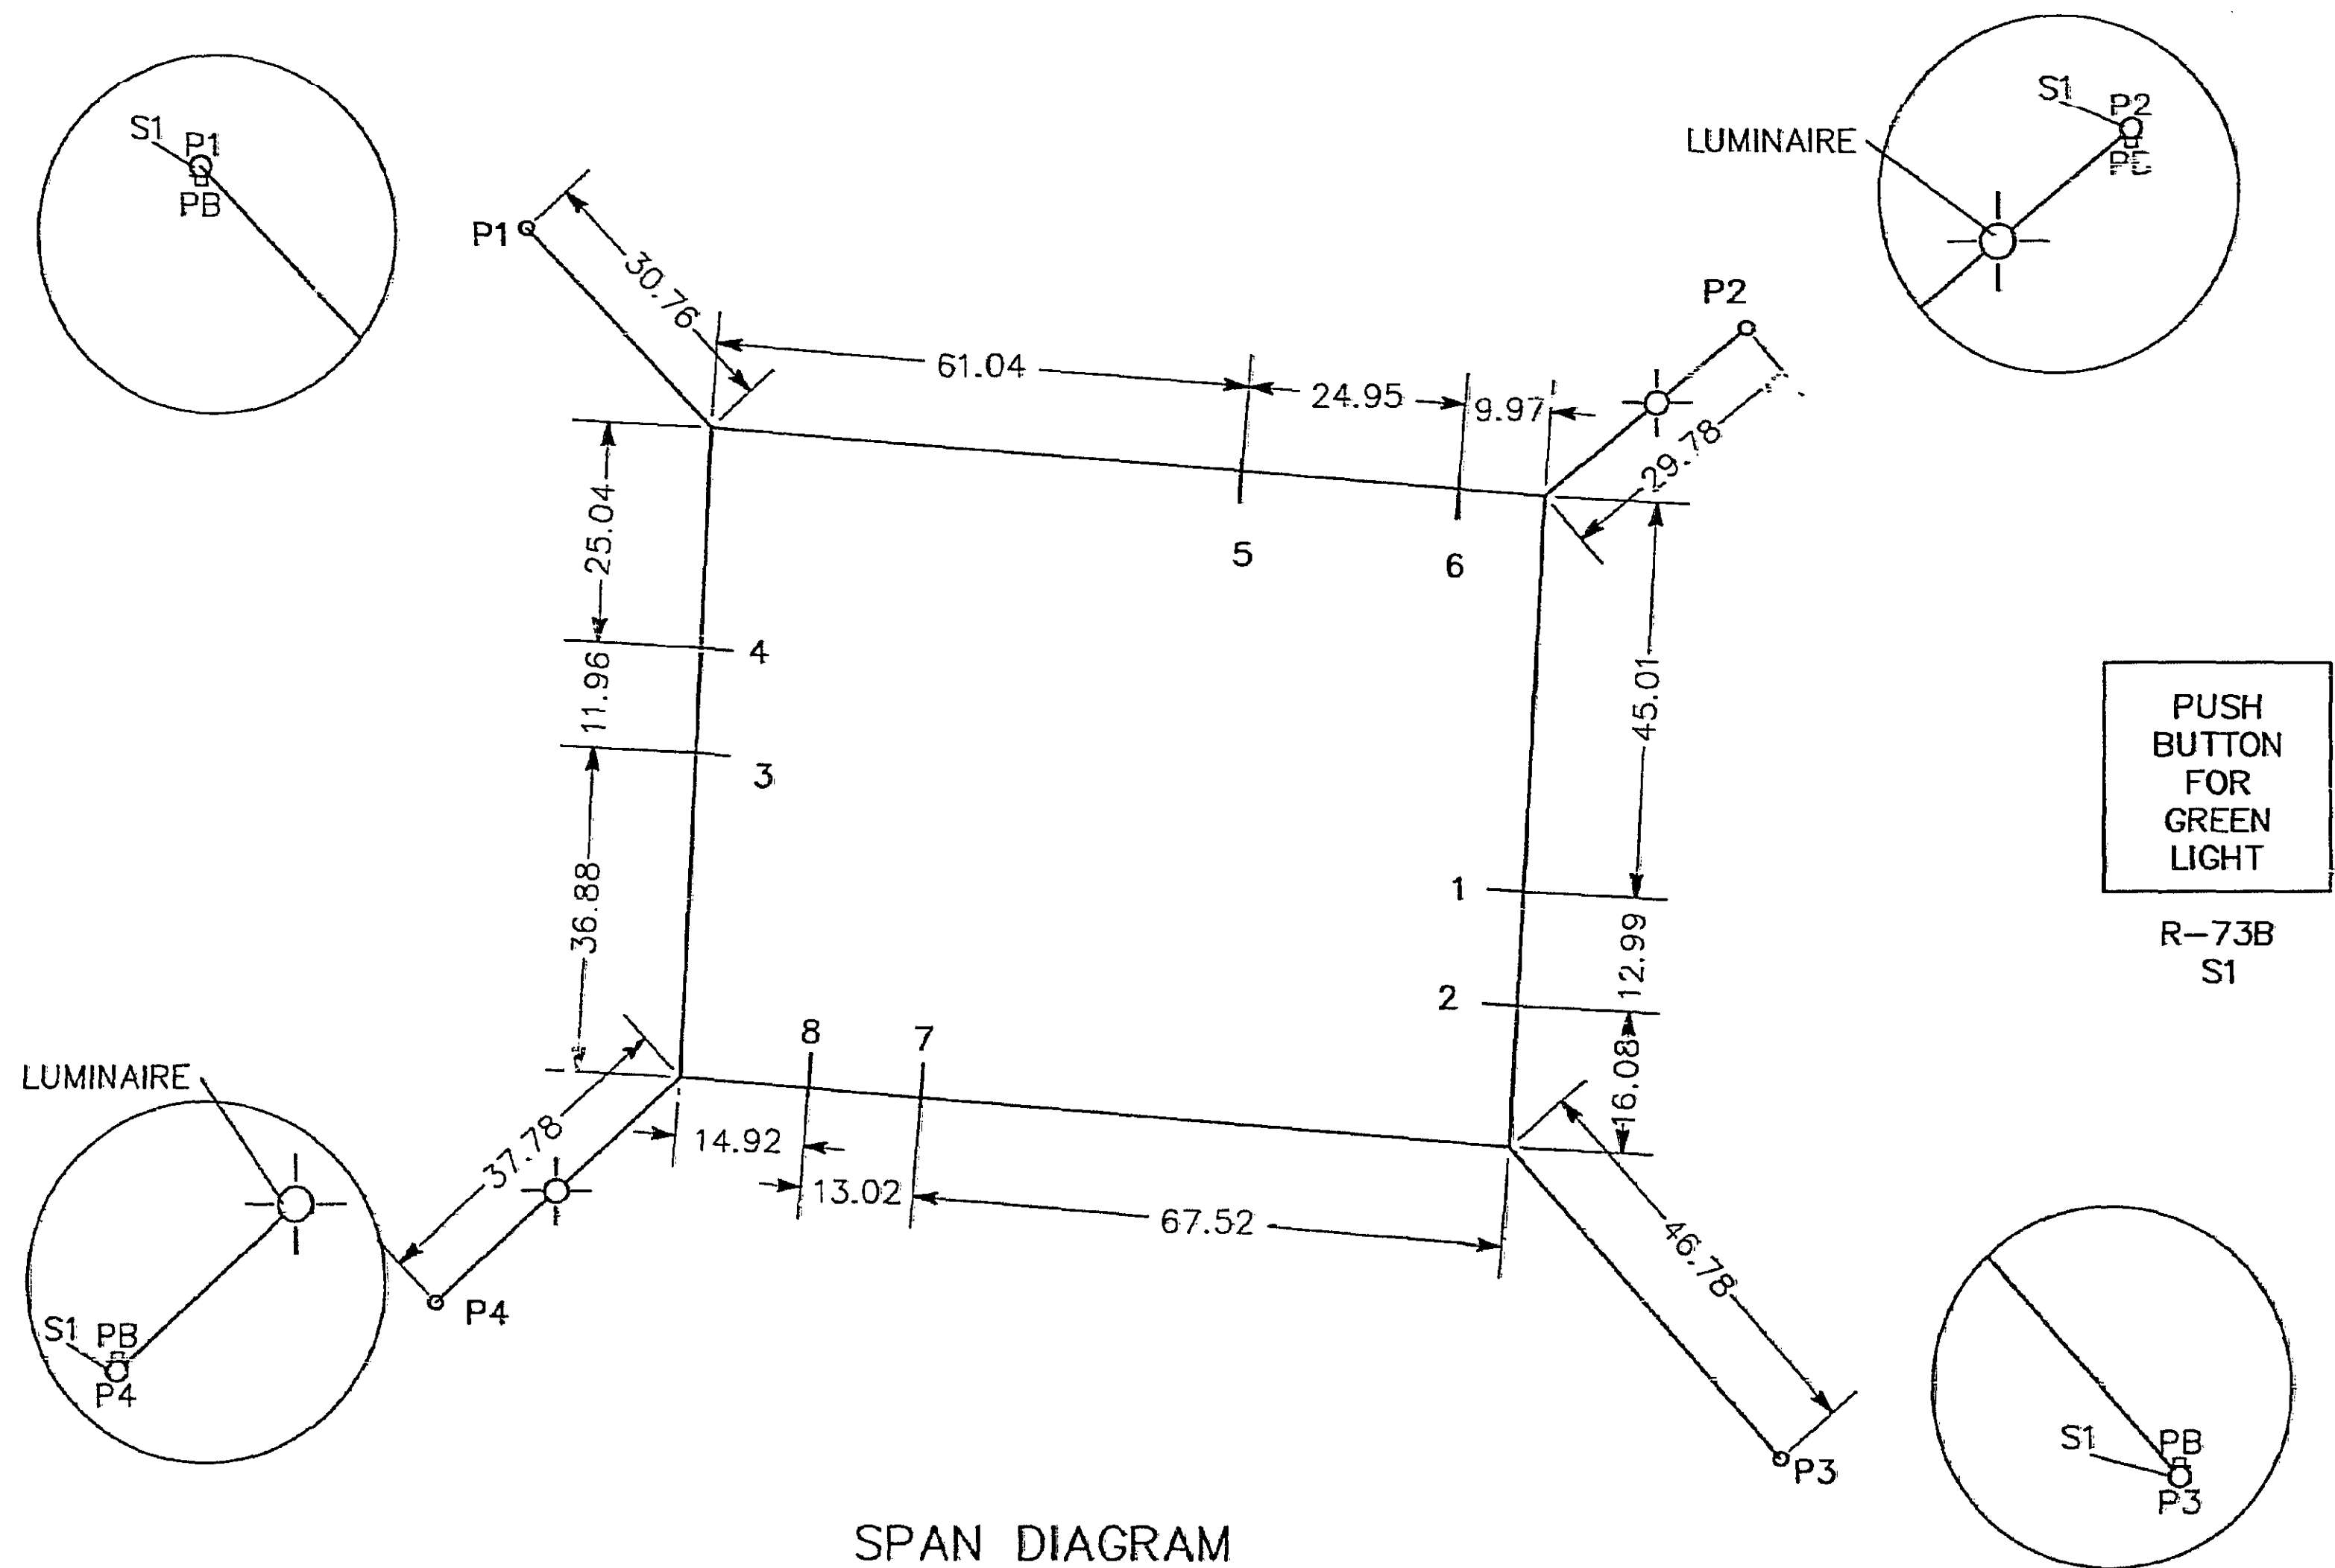 S1
P1
PB
S1
P2
LUMINAIRE
P1
30.76
P2
61.04
24.95
9.97
29.78
25.04
5
6
4
11.96
3
45.01
PUSH
BUTTON
FOR
GREEN
LIGHT
R-73B
S1
36.88
1
12.99
2
16.08
8
7
LUMINAIRE
14.92
37.78
13.02
67.52
46.78
P4
S1
PB
P4
P3
S1
PB
P3
SPAN DIAGRAM